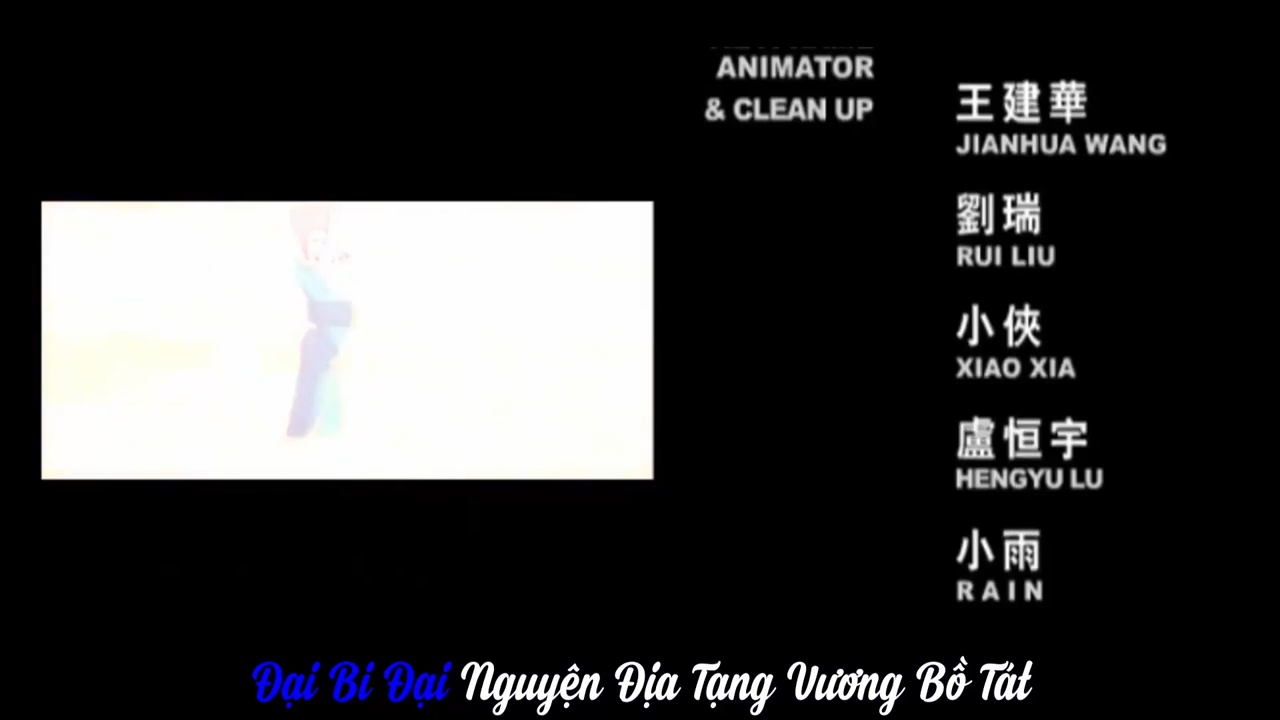 ANIMATOR
& CLEAN UP
王建華
JIANHUA WANG
劉瑞
RUI LIU
小俠
XIAO XIA
盧恒宇
HENGYU LU
小雨
RAIN
Đại Bi Đại Nguyện Địa Tạng Vương Bồ Tát